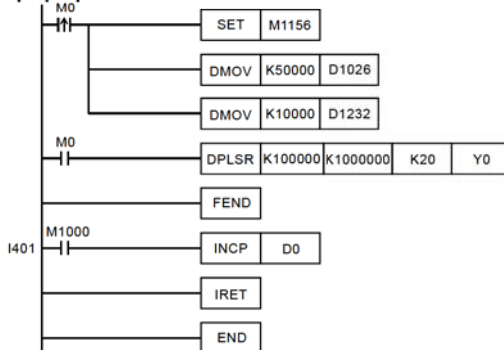 M0
SET M1156
DMOV K50000 D1026
DMOV K10000 D1232
M0
DPLSR K100000 K1000000 K20 Y0
FEND
M1000
I401 INCP D0
IRET
END